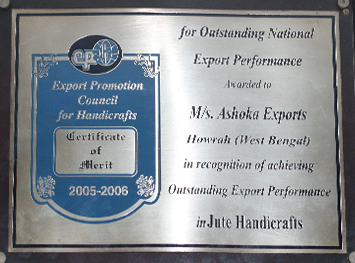 epch
Export Promotion
Council
for Handicrafts
Certificate
of
Merit
2005-2006
for Outstanding National
Export Performance
Awarded to
M/s. Ashoka Exports
Howrah (West Bengal)
in recognition of achieving
Outstanding Export Performance
in Jute Handicrafts